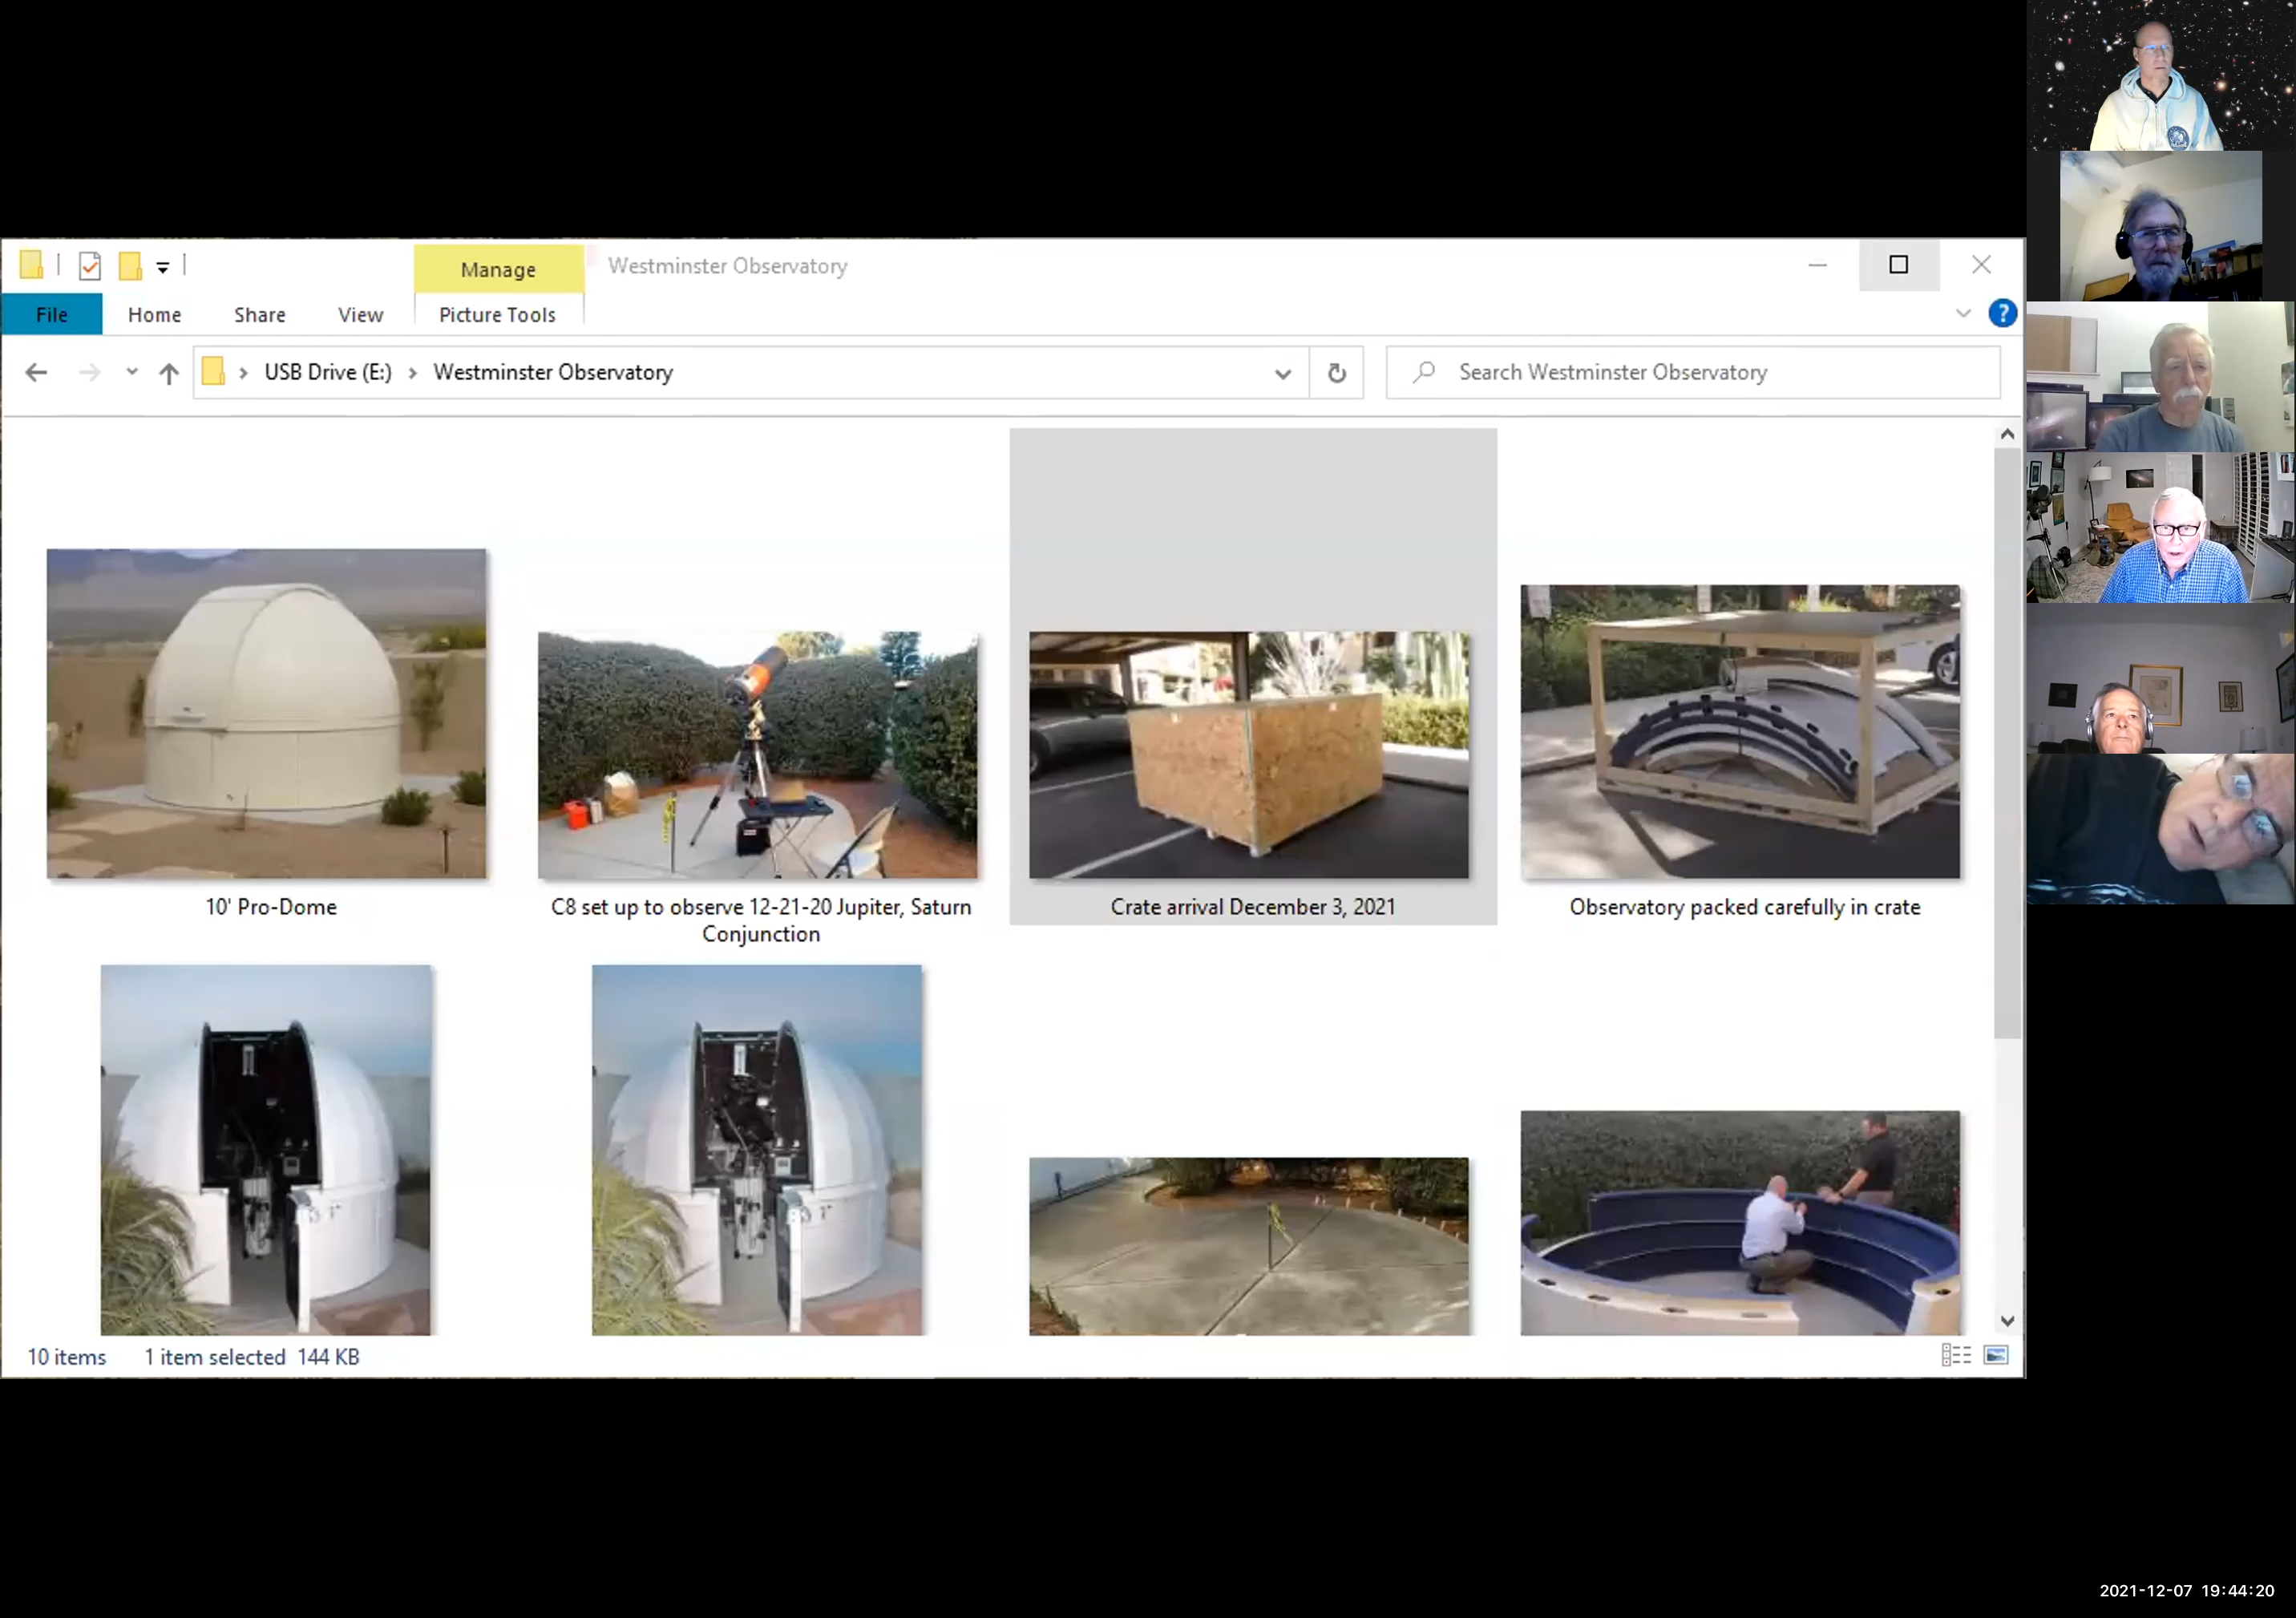 Manage
Westminster Observatory
File
Home
Share
View
Picture Tools
?
USB Drive (E:)
Westminster Observatory
Search Westminster Observatory
10' Pro-Dome
C8 set up to observe 12-21-20 Jupiter, Saturn
Conjunction
Crate arrival December 3, 2021
Observatory packed carefully in crate
10 items
1 item selected 144 KB
2021-12-07 19:44:20